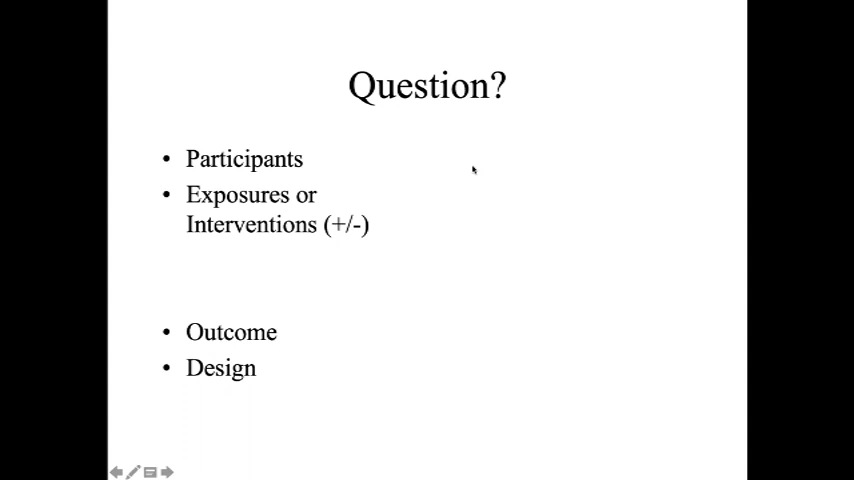 Question?
• Participants
• Exposures or
Interventions (+/-)
• Outcome
• Design